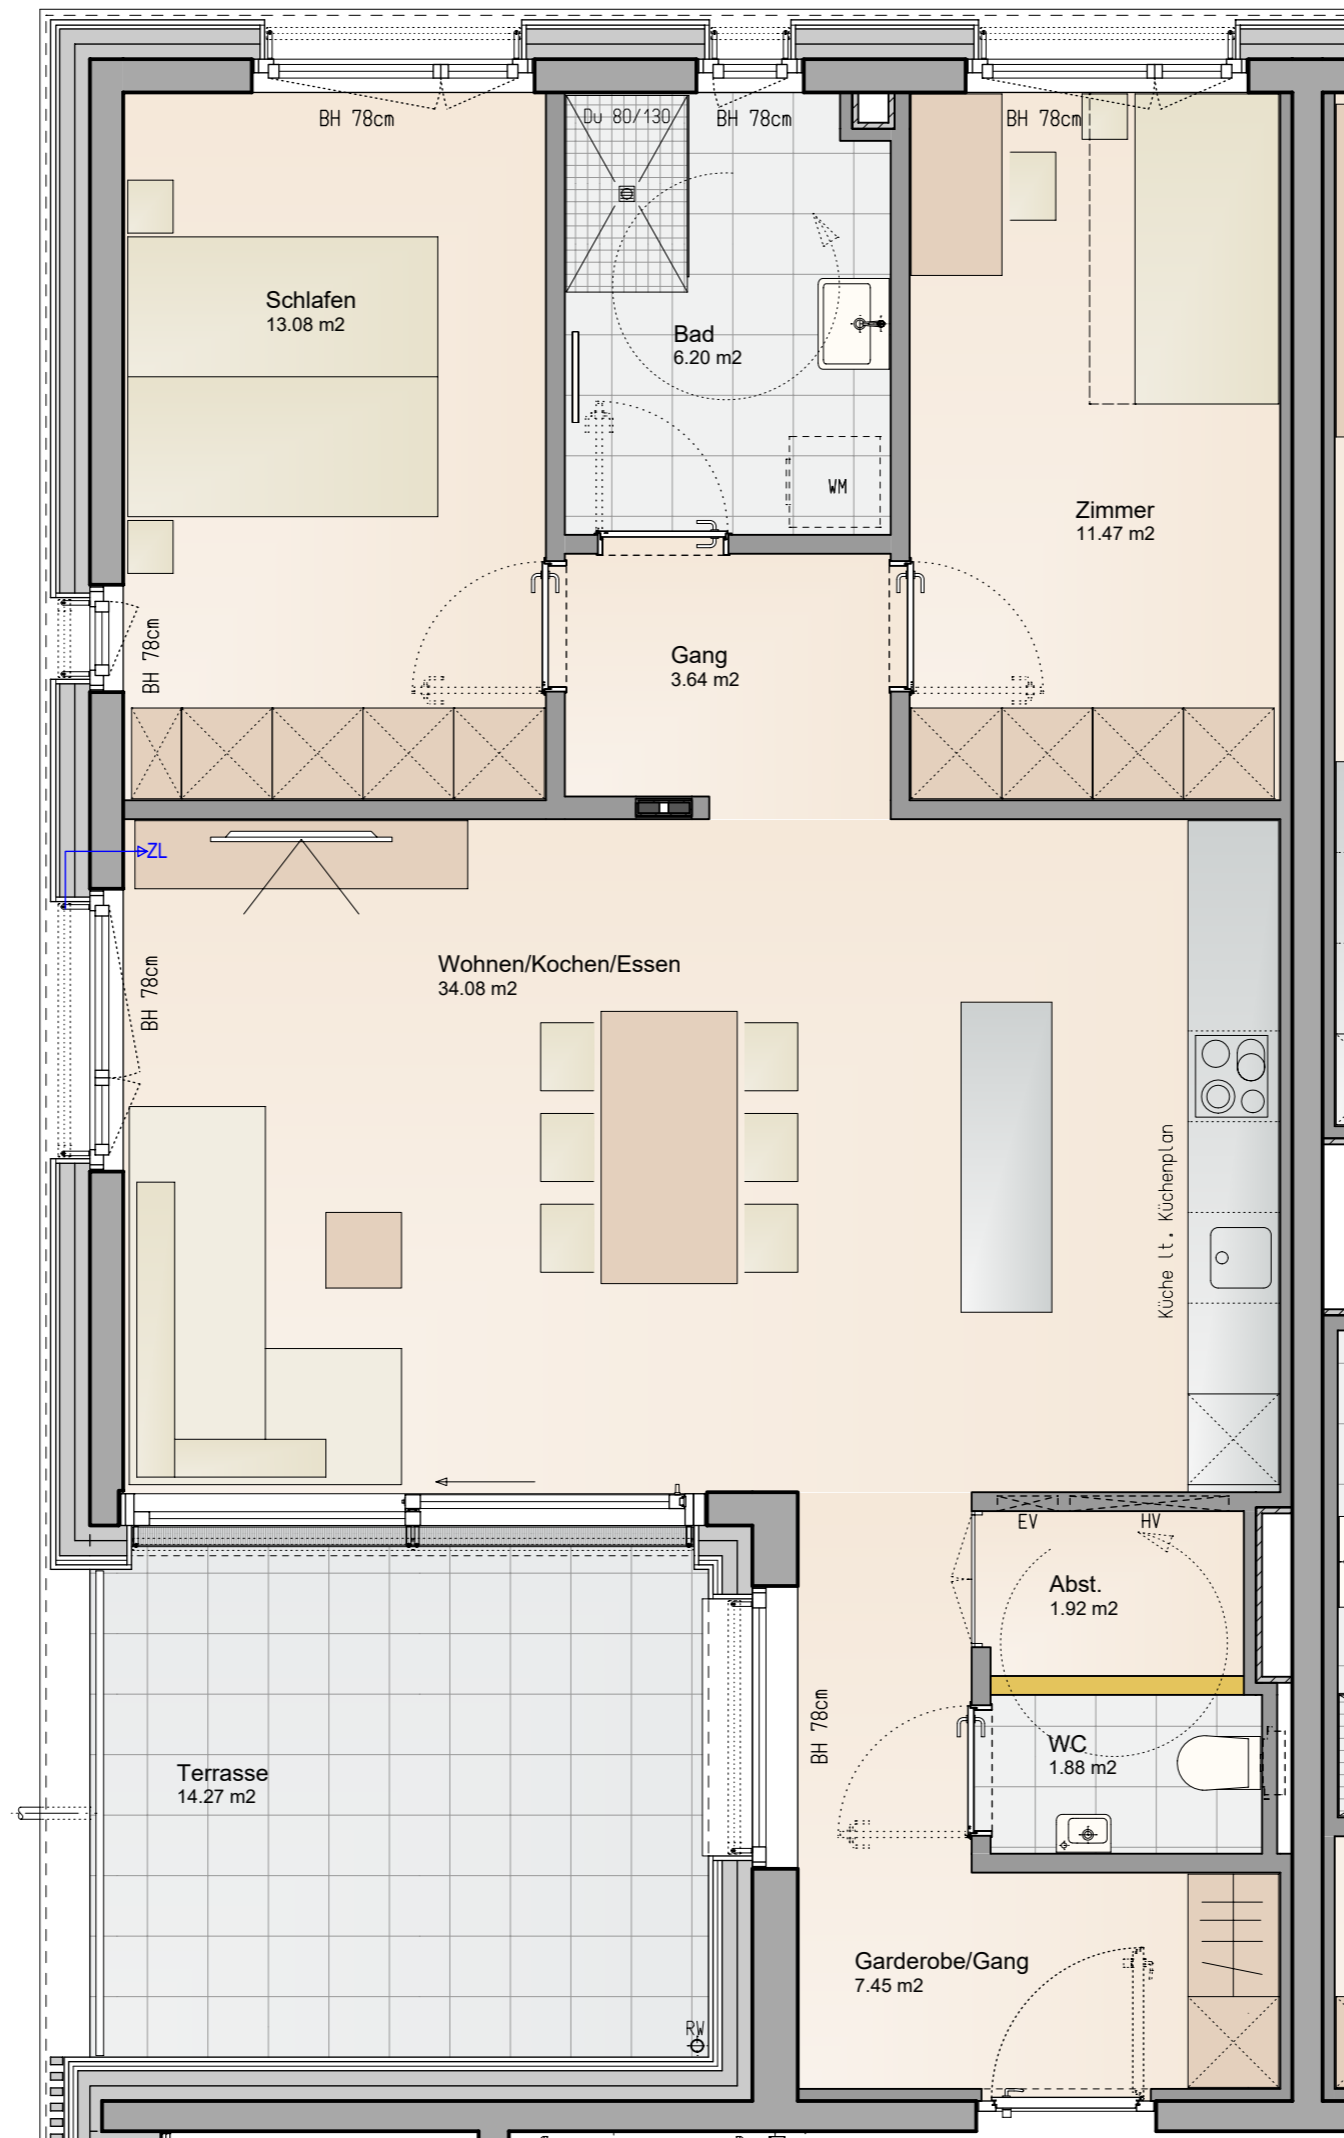 BH 78cm
Du 80/130
BH 78cm
BH 78cm
Schlafen
13.08 m2
Bad
6.20 m2
WM
Zimmer
11.47 m2
BH 78cm
Gang
3.64 m2
ZL
BH 78cm
Wohnen/Kochen/Essen
34.08 m2
Küche lt. Küchenplan
EV
HV
Abst.
1.92 m2
BH 78cm
WC
1.88 m2
Terrasse
14.27 m2
Garderobe/Gang
7.45 m2
RW